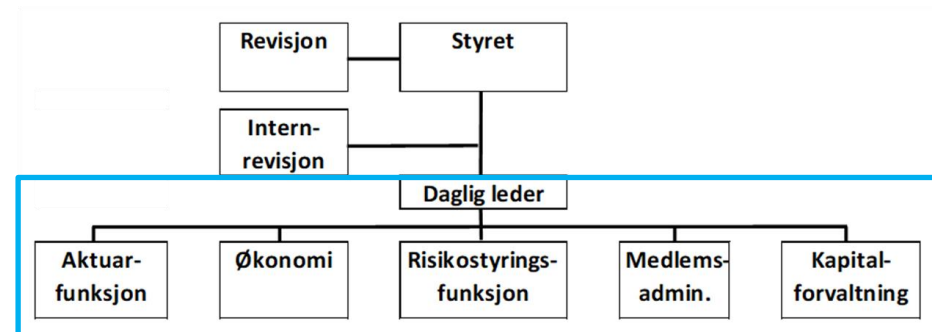 Revisjon
Styret
Intern-
revisjon
Daglig leder
Aktuar-
funksjon
Økonomi
Risikostyrings-
funksjon
Medlems-
admin.
Kapital-
forvaltning